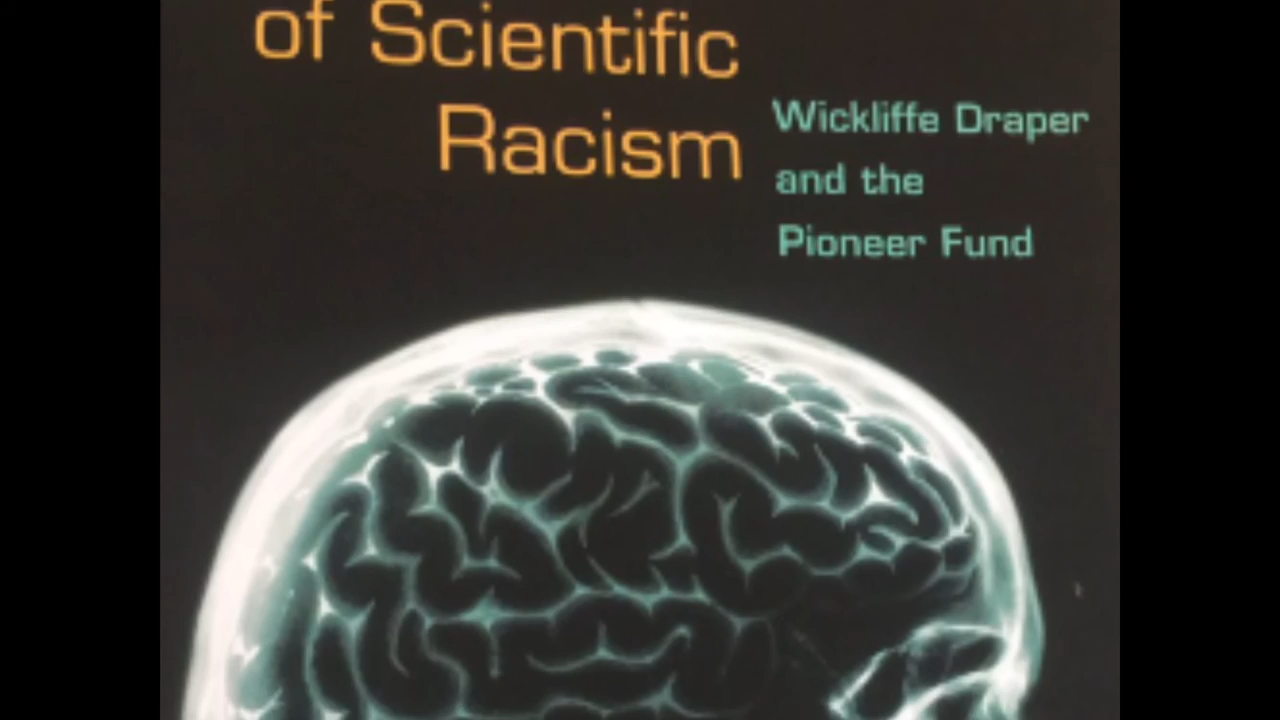 of Scientific
Racism
Wickliffe Draper
and the
Pioneer Fund